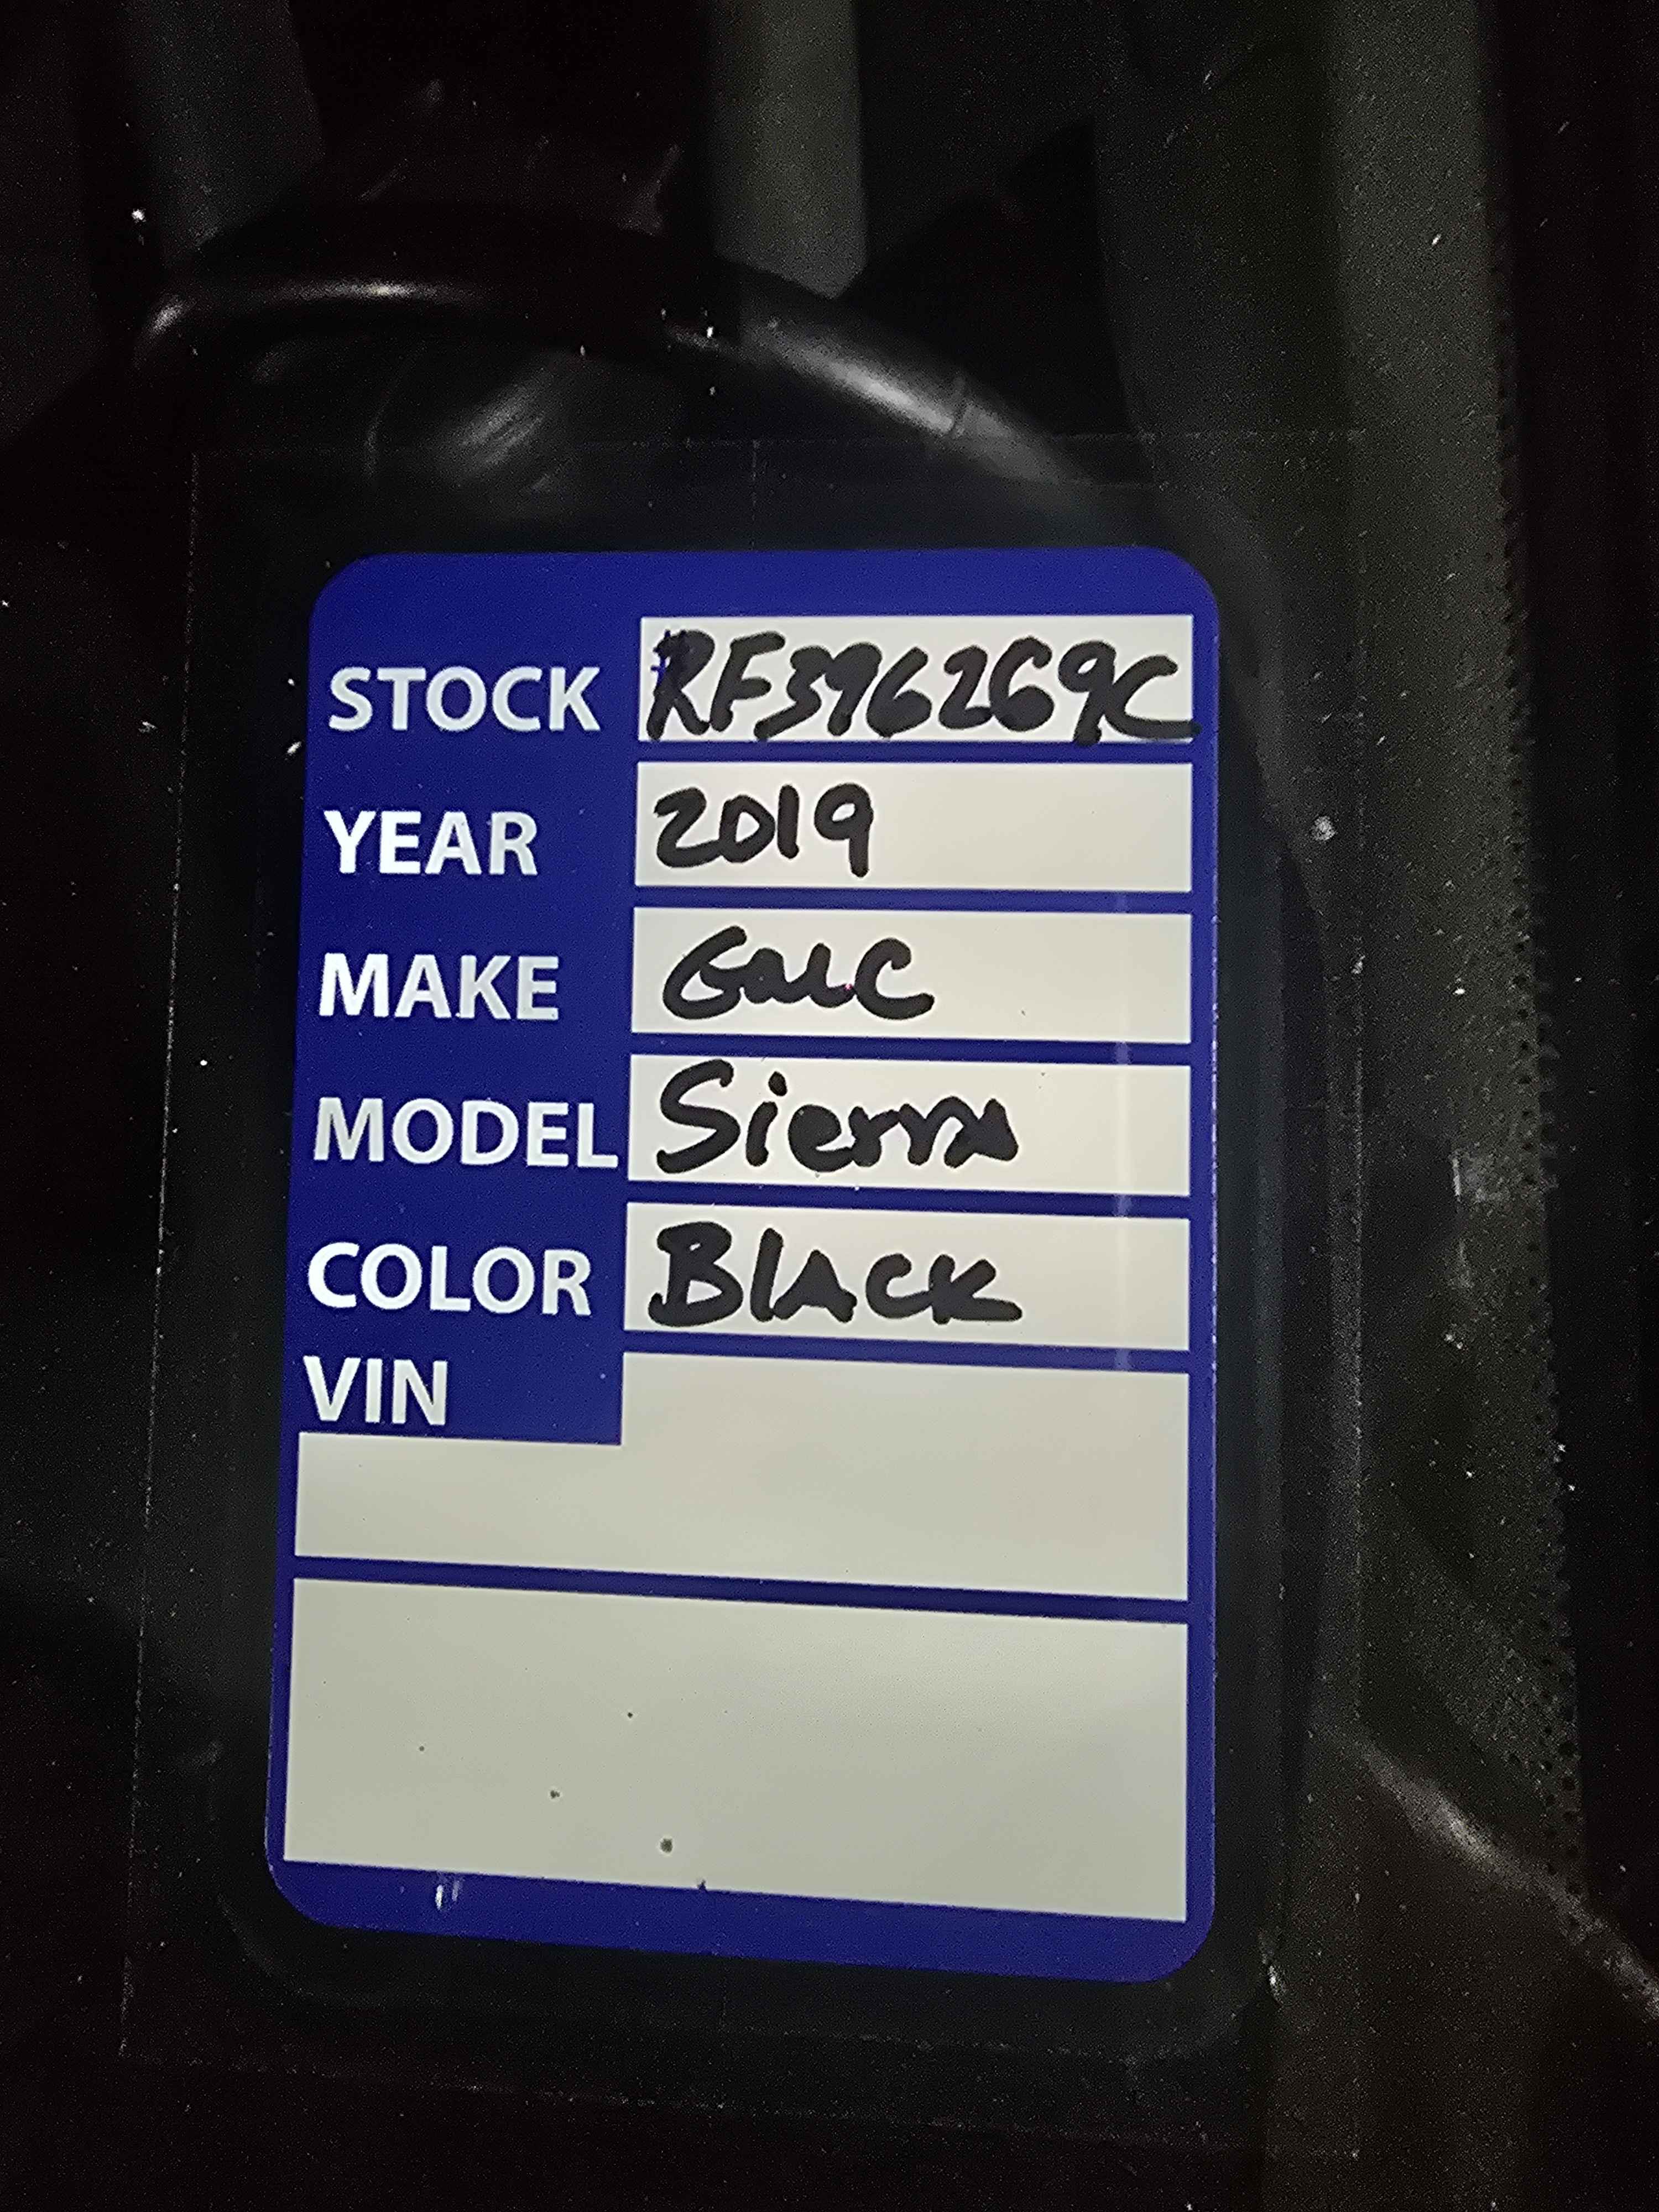 STOCK #RF396269C
YEAR 2019
MAKE GMC
MODEL Sierra
COLOR BLACK
VIN